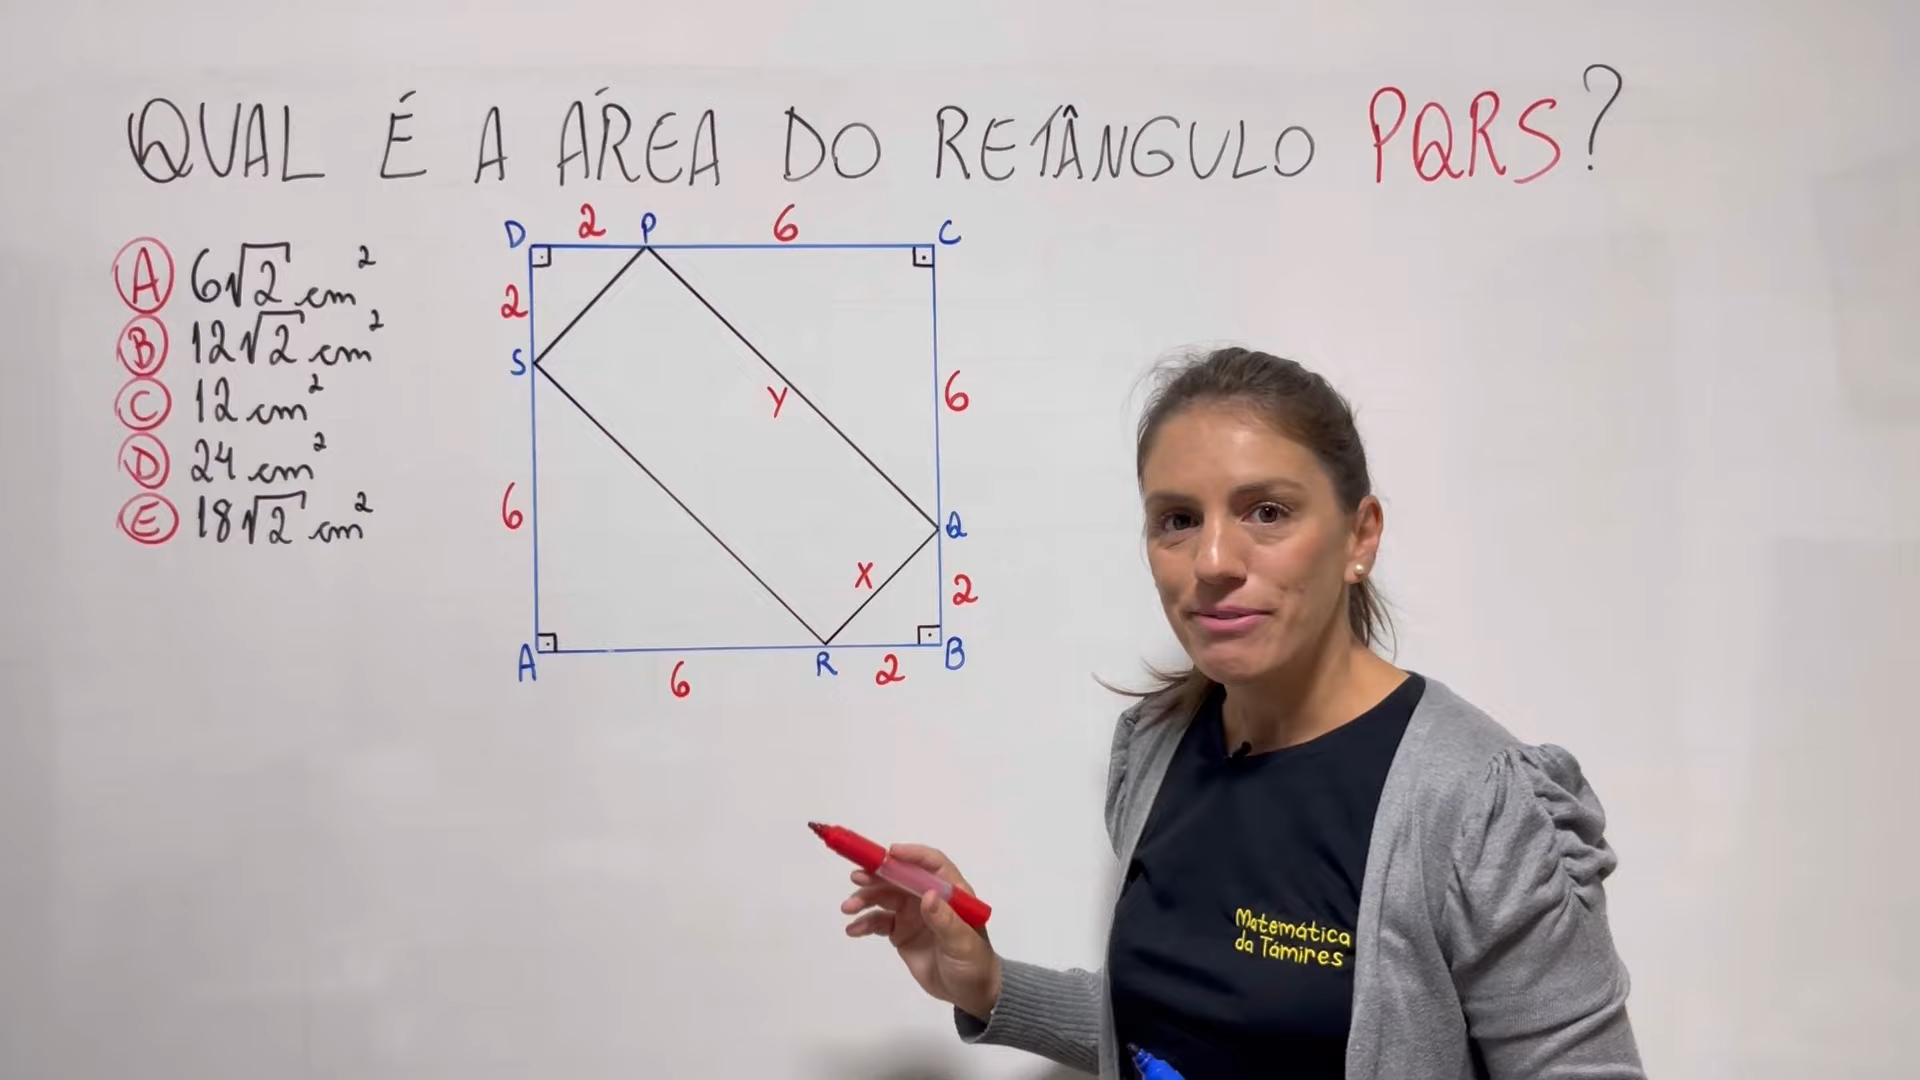 QUAL É A ÁREA DO RETÂNGULO PQRS?
A 6√2 cm²
B 12√2 cm²
C 12 cm²
D 24 cm²
E 18√2 cm²
D 2 P 6 C
2
S
Y
6
6
Q
X
2
A 6 R 2 B
Matemática
da Támires